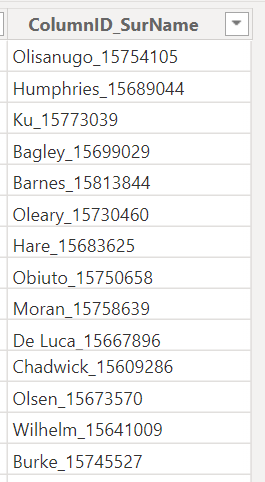 ColumnID_SurName
Olisanugo_15754105
Humphries_15689044
Ku_15773039
Bagley_15699029
Barnes_15813844
Oleary_15730460
Hare_15683625
Obiuto_15750658
Moran_15758639
De Luca_15667896
Chadwick_15609286
Olsen_15673570
Wilhelm_15641009
Burke_15745527